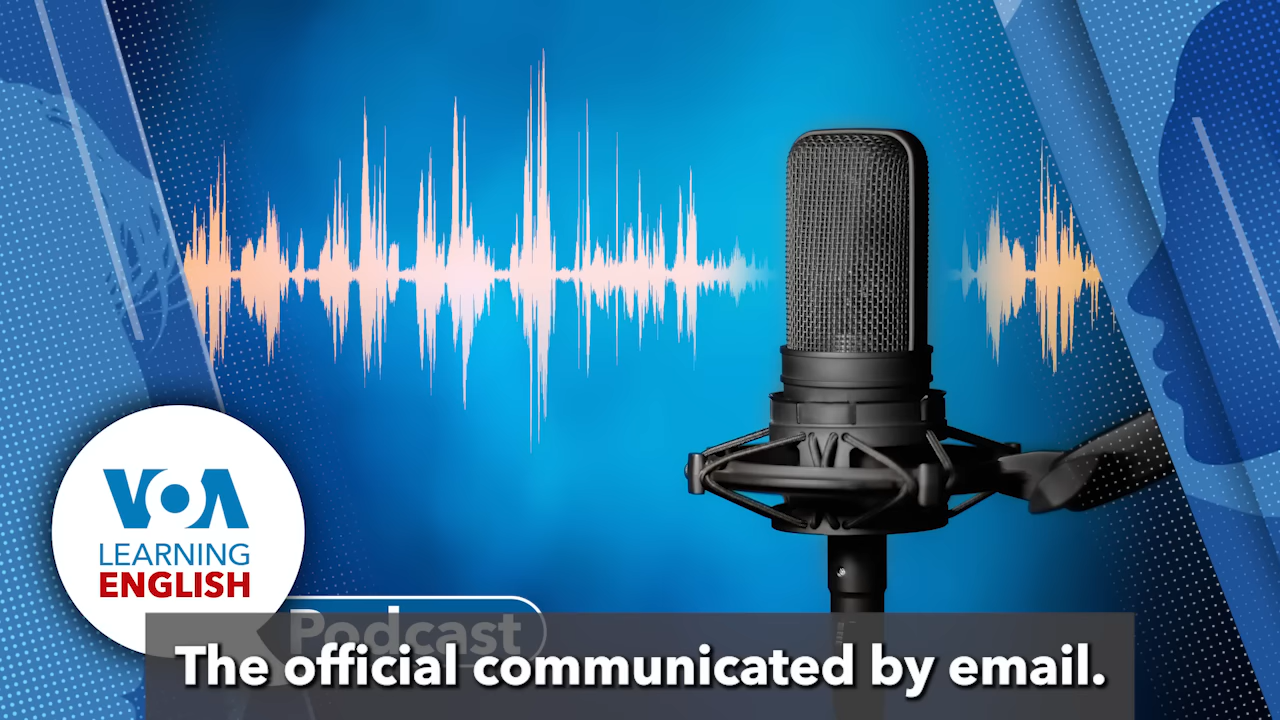 VOA
LEARNING
ENGLISH
Podcast
The official communicated by email.